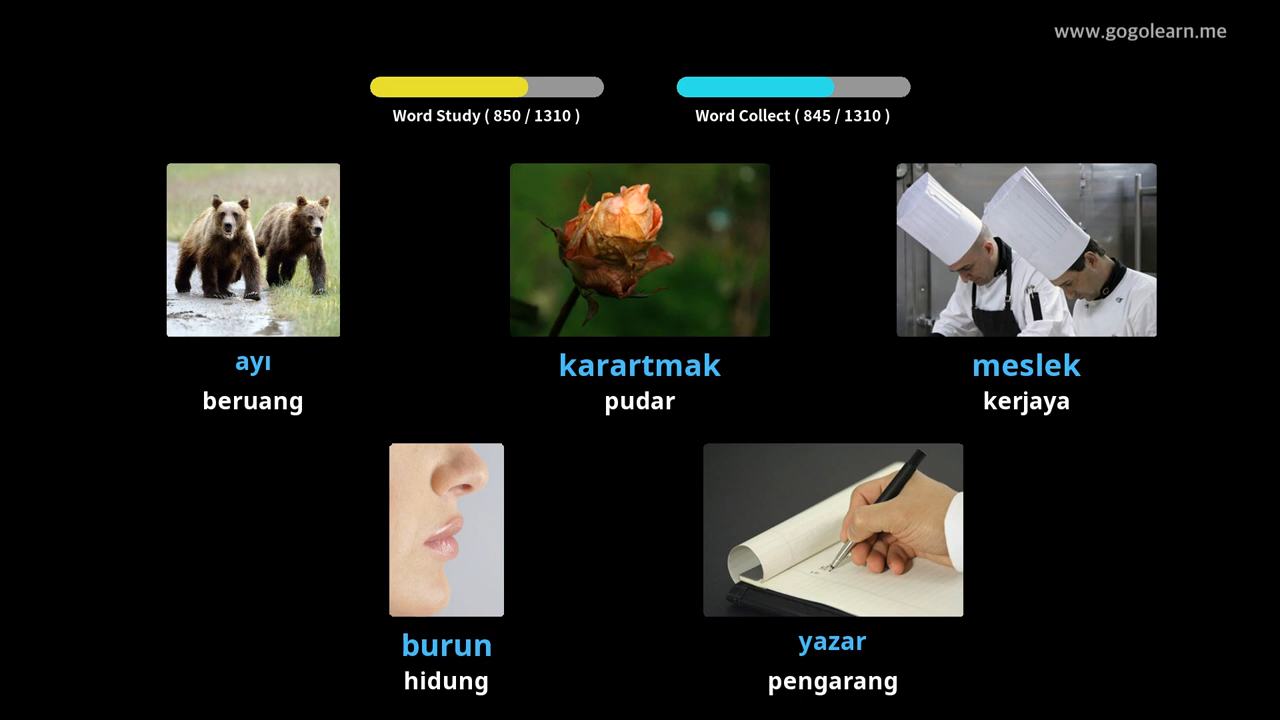 www.gogolearn.me
Word Study ( 850 / 1310 )
Word Collect ( 845 / 1310 )
ayı
beruang
karartmak
pudar
meslek
kerjaya
burun
hidung
yazar
pengarang